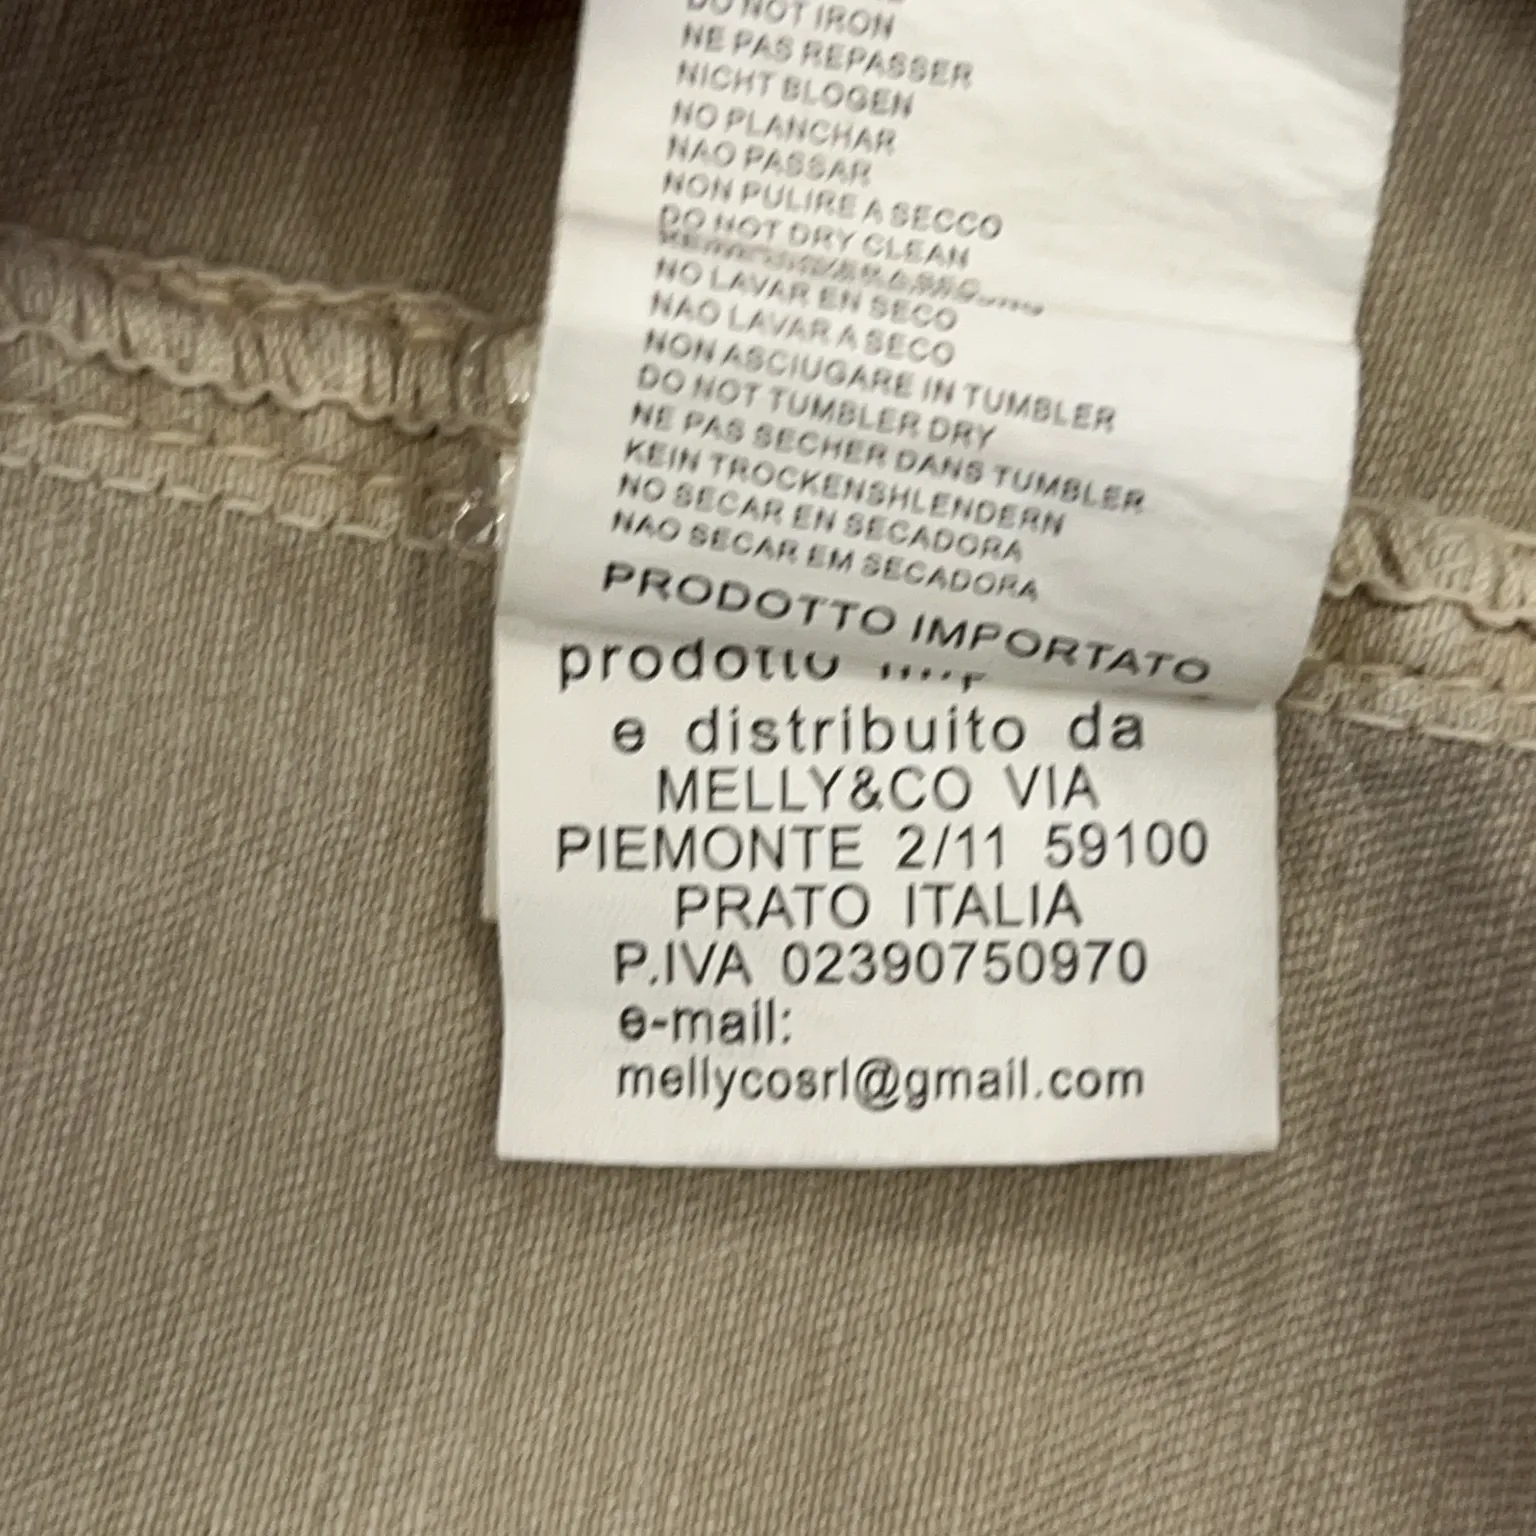 DO NOT IRON
NE PAS REPASSER
NICHT BLOGEN
NO PLANCHAR
NAO PASSAR
NON PULIRE A SECCO
DO NOT DRY CLEAN
NO LAVAR EN SECO
NAO LAVAR A SECO
NON ASCIUGARE IN TUMBLER
DO NOT TUMBLER DRY
NE PAS SECHER DANS TUMBLER
KEIN TROCKENSHLENDERN
NO SECAR EN SECADORA
NAO SECAR EM SECADORA
PRODOTTO IMPORTATO
prodotto
e distribuito da
MELLY&CO VIA
PIEMONTE 2/11 59100
PRATO ITALIA
P.IVA 02390750970
e-mail:
mellycosrl@gmail.com